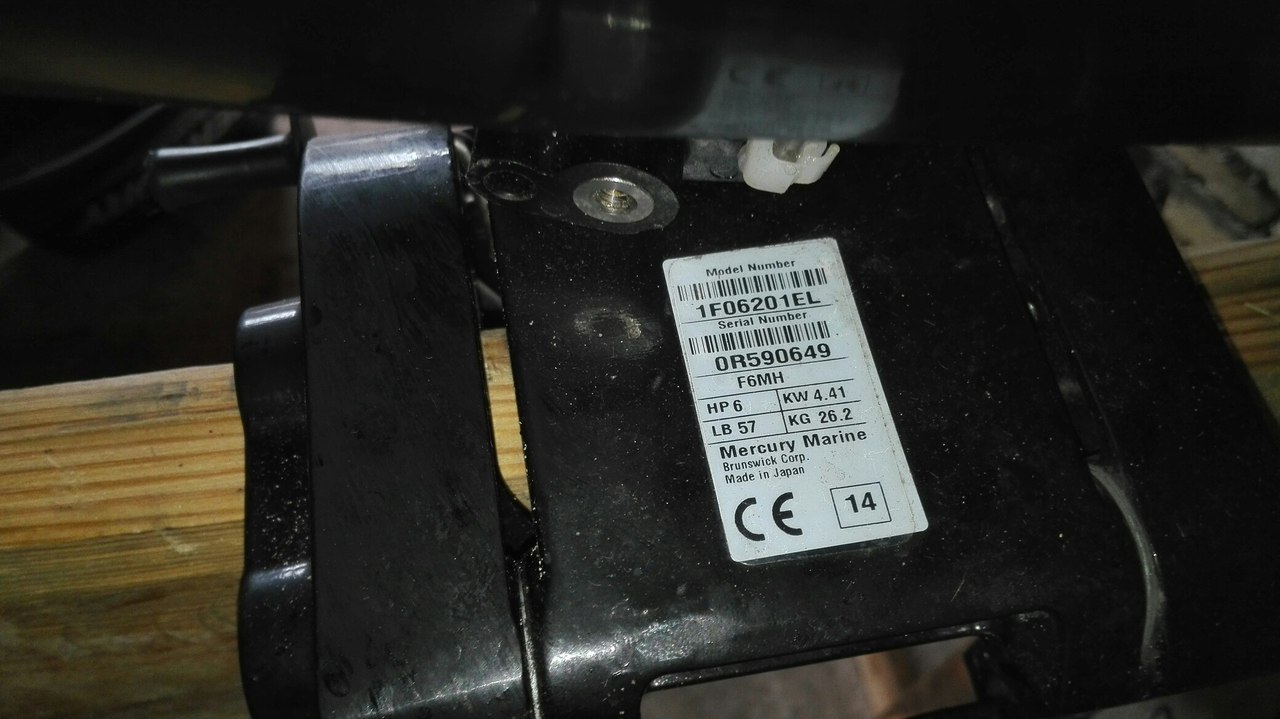 Model Number
1F06201EL
Serial Number
0R590649
F6MH
HP 6 KW 4.41
LB 57 KG 26.2
Mercury Marine
Brunswick Corp.
Made in Japan
CE 14
CE